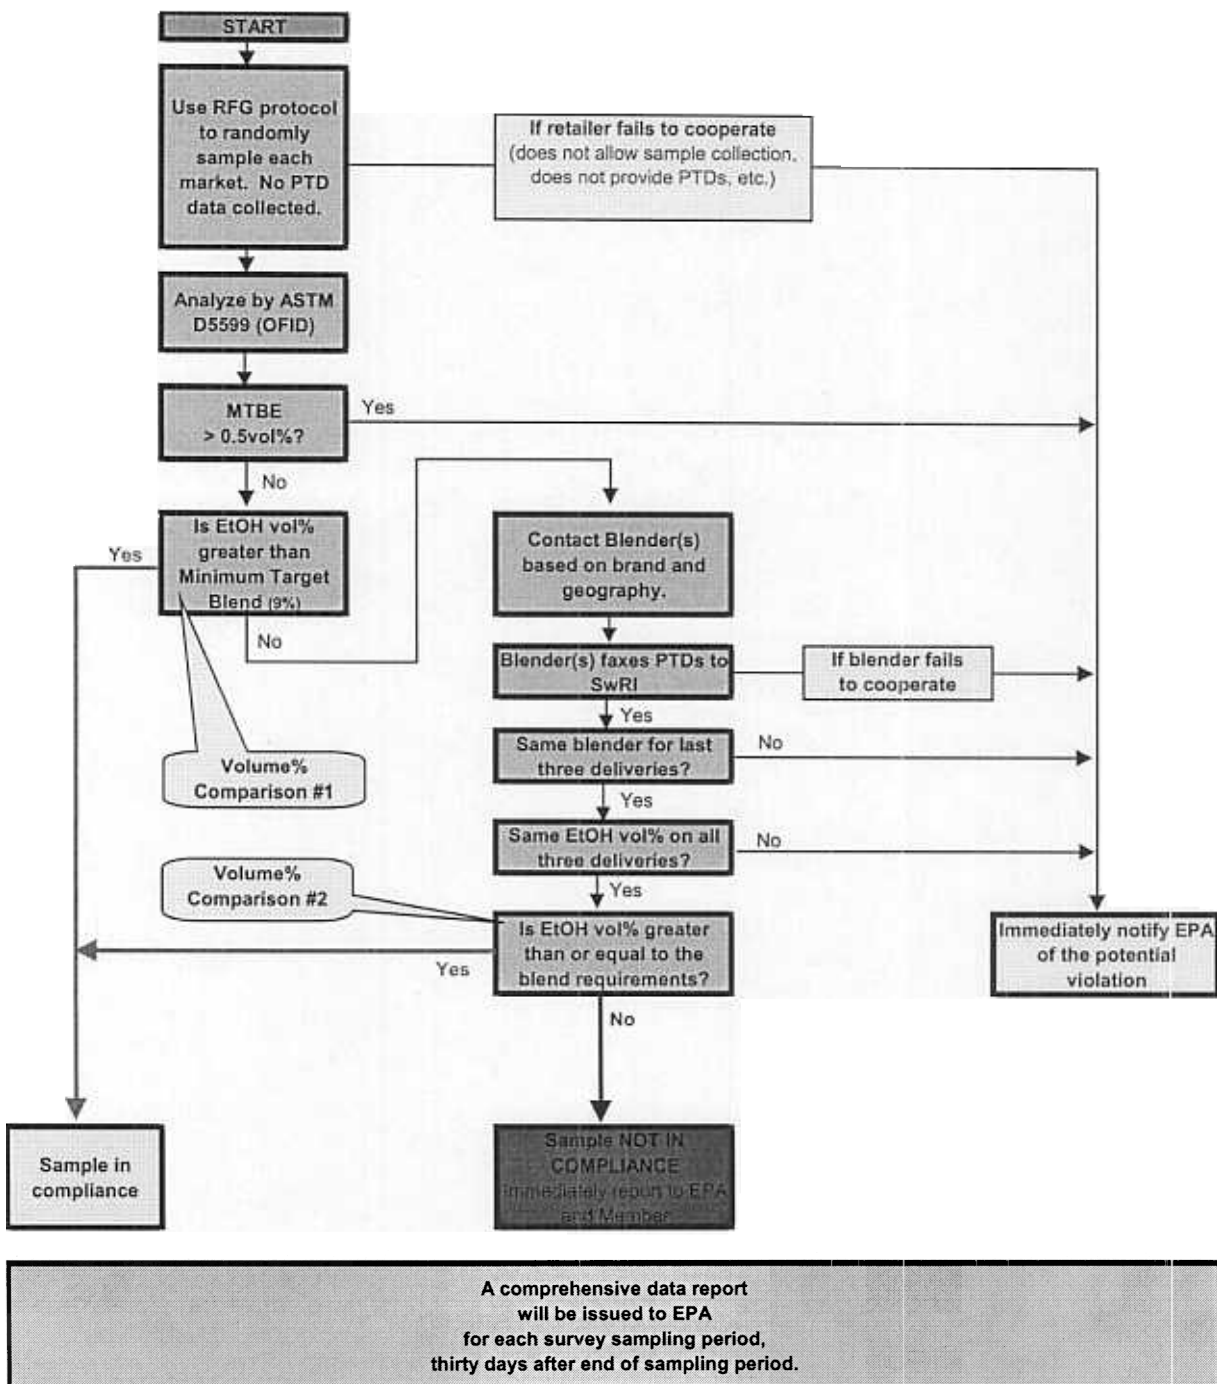 START
Use RFG protocol
to randomly
sample each
market. No PTD
data collected.
If retailer fails to cooperate
(does not allow sample collection,
does not provide PTDs, etc.)
Analyze by ASTM
D5599 (OFID)
MTBE
> 0.5vol%?
Yes
No
Is EtOH vol%
greater than
Minimum Target
Blend (9%)
Yes
No
Contact Blender(s)
based on brand and
geography.
Blender(s) faxes PTDs to
SwRI
If blender fails
to cooperate
Yes
Same blender for last
three deliveries?
No
Volume%
Comparison #1
Yes
Same EtOH vol% on all
three deliveries?
No
Volume%
Comparison #2
Yes
Is EtOH vol% greater
than or equal to the
blend requirements?
Yes
No
Immediately notify EPA
of the potential
violation
Sample in
compliance
Sample NOT IN
COMPLIANCE
Immediately report to EPA
and Member
A comprehensive data report
will be issued to EPA
for each survey sampling period,
thirty days after end of sampling period.